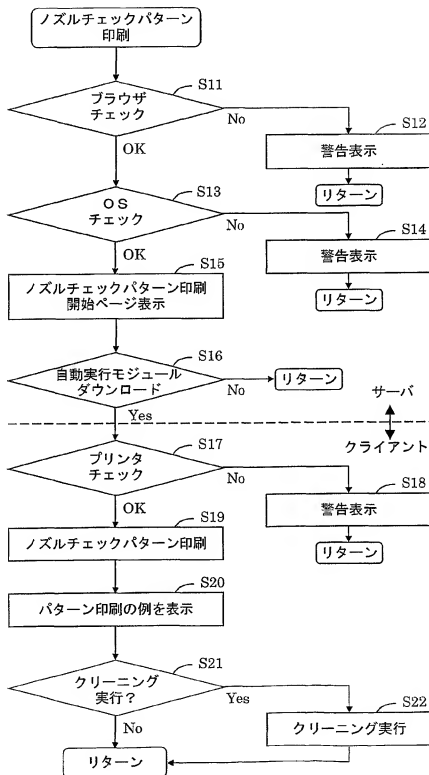 ノズルチェックパターン
印刷
S11
ブラウザ
チェック
No
S12
警告表示
リターン
OK
S13
OS
チェック
No
S14
警告表示
リターン
OK
S15
ノズルチェックパターン印刷
開始ページ表示
S16
自動実行モジュール
ダウンロード
No
リターン
サーバ
Yes
クライアント
S17
プリンタ
チェック
No
S18
警告表示
リターン
OK
S19
ノズルチェックパターン印刷
S20
パターン印刷の例を表示
S21
クリーニング
実行?
Yes
S22
クリーニング実行
No
リターン